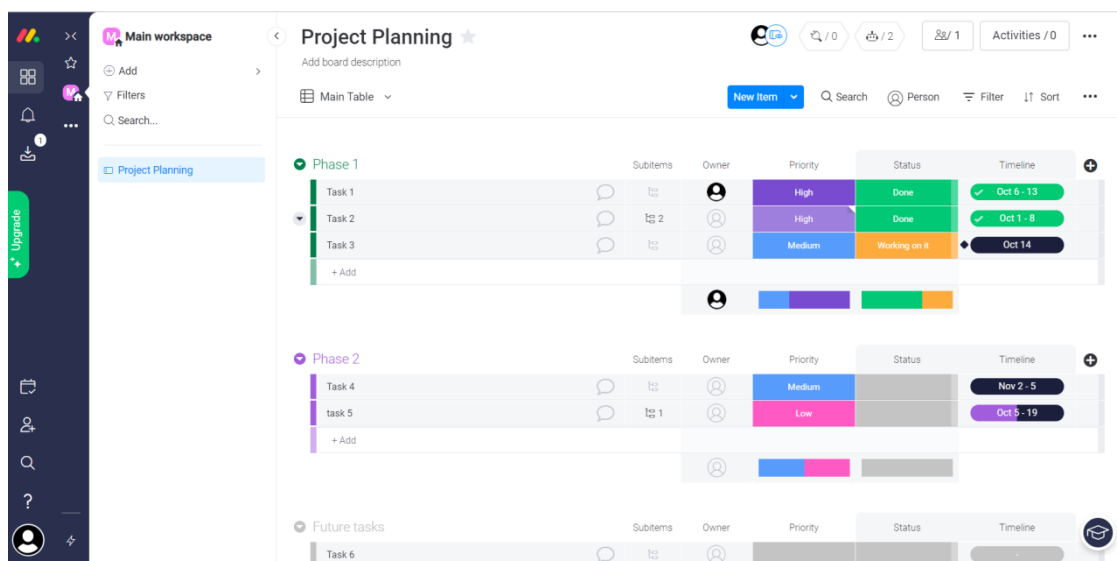 M Main workspace
Add
Filters
Search...
Project Planning
Upgrade
1
Project Planning
Add board description
/ 0
/ 2
/ 1
Activities / 0
Main Table
New Item
Search
Person
Filter
Sort
Phase 1 Subitems Owner Priority Status Timeline
Task 1 High Done Oct 6 - 13
Task 2 2 High Done Oct 1 - 8
Task 3 Medium Working on it Oct 14
+ Add
Phase 2 Subitems Owner Priority Status Timeline
Task 4 Medium Nov 2 - 5
task 5 1 Low Oct 5 - 19
+ Add
Future tasks Subitems Owner Priority Status Timeline
Task 6 -